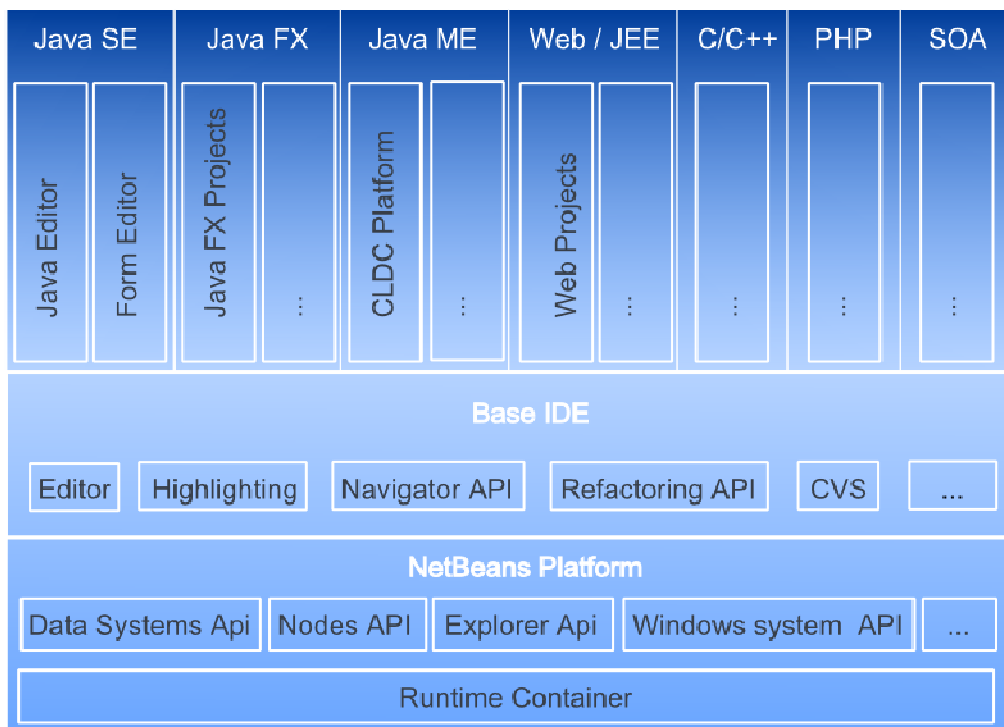 Java SE
Java FX
Java ME
Web / JEE
C/C++
PHP
SOA
Java Editor
Form Editor
Java FX Projects
...
CLDC Platform
...
Web Projects
...
...
...
...
Base IDE
Editor
Highlighting
Navigator API
Refactoring API
CVS
...
NetBeans Platform
Data Systems Api
Nodes API
Explorer Api
Windows system API
...
Runtime Container